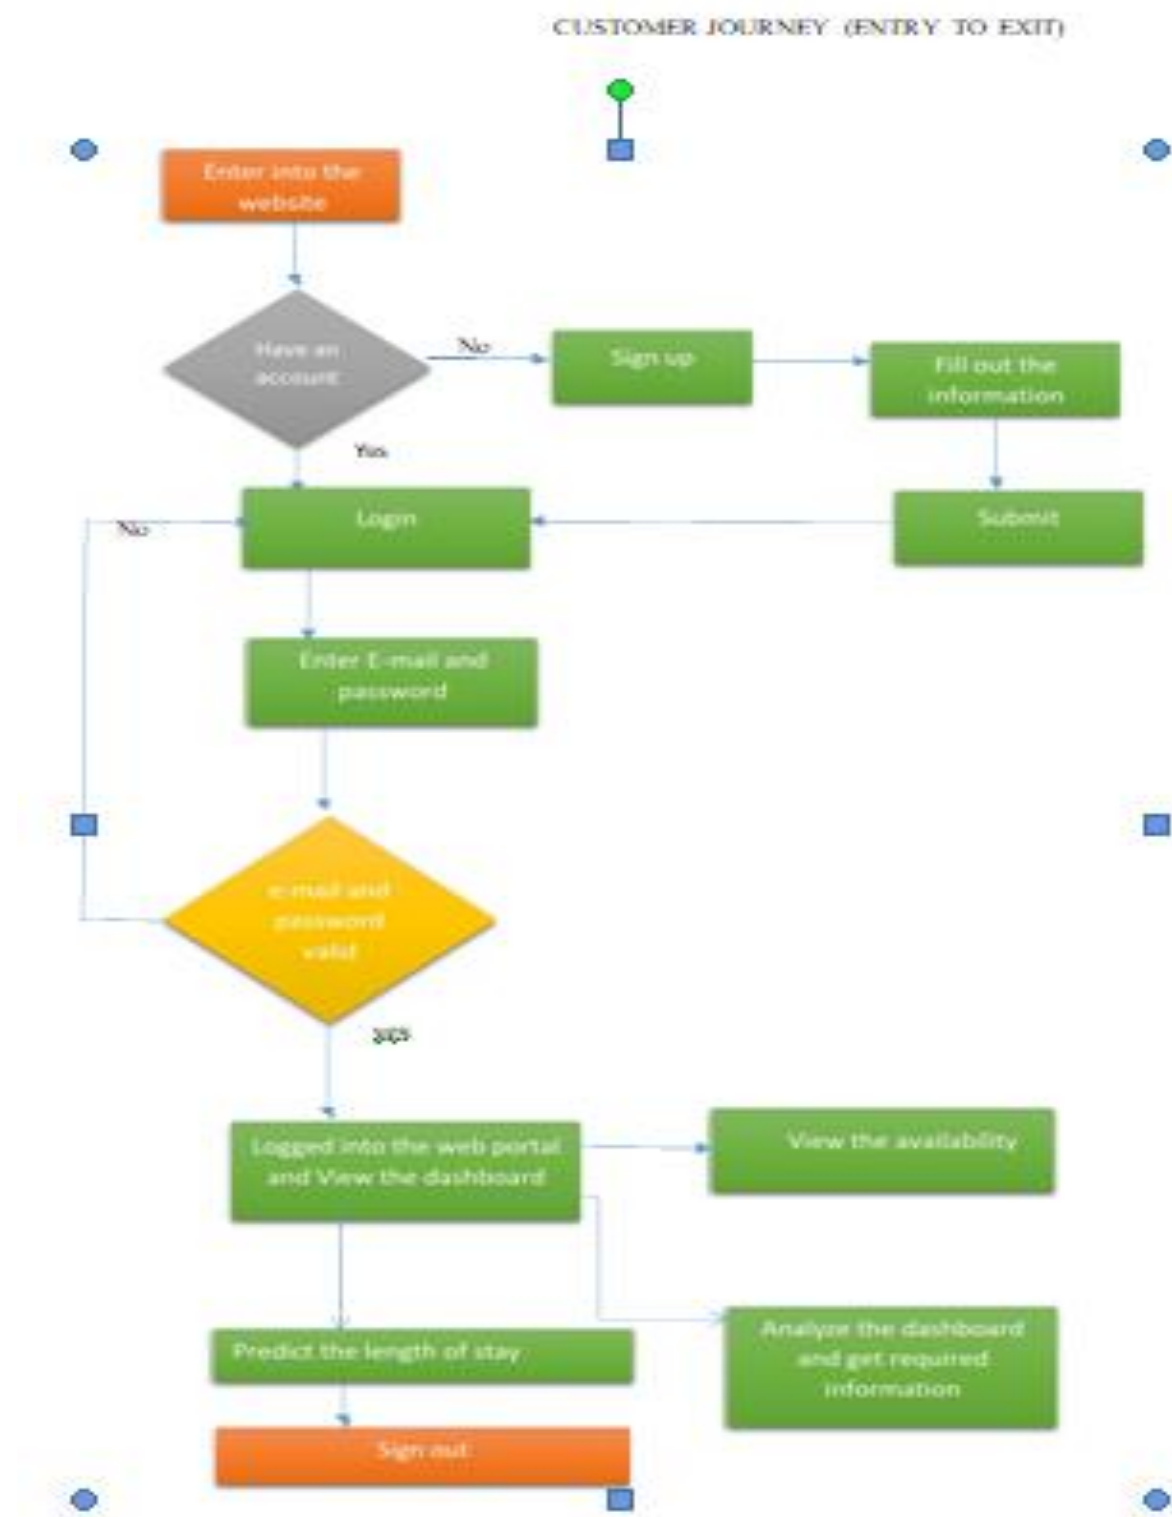 CUSTOMER JOURNEY (ENTRY TO EXIT)
Enter into the
website
Have an
account
No
Sign up
Fill out the
information
Yes
Login
No
Submit
Enter E-mail and
password
e-mail and
password
valid
yes
Logged into the web portal
and View the dashboard
View the availability
Predict the length of stay
Analyze the dashboard
and get required
information
Sign out